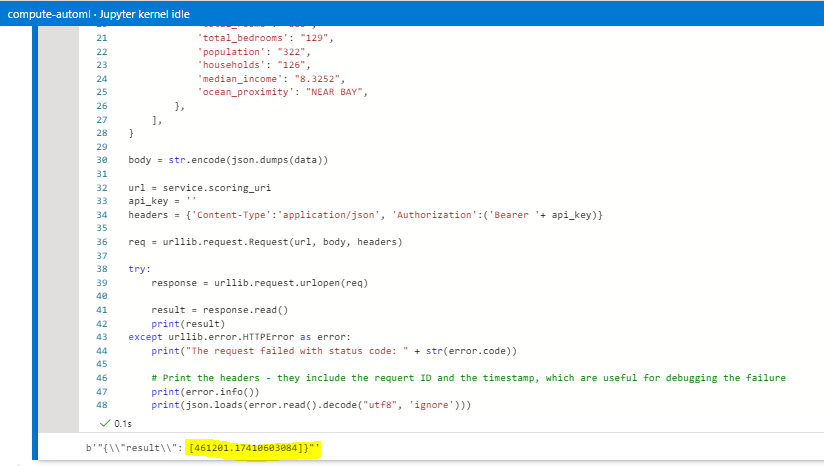 compute-automl · Jupyter kernel idle
21 'total_bedrooms': "129",
22 'population': "322",
23 'households': "126",
24 'median_income': "8.3252",
25 'ocean_proximity': "NEAR BAY",
26 },
27 ],
28 }
29
30 body = str.encode(json.dumps(data))
31
32 url = service.scoring_uri
33 api_key = ''
34 headers = {'Content-Type':'application/json', 'Authorization':('Bearer '+ api_key)}
35
36 req = urllib.request.Request(url, body, headers)
37
38 try:
39 response = urllib.request.urlopen(req)
40
41 result = response.read()
42 print(result)
43 except urllib.error.HTTPError as error:
44 print("The request failed with status code: " + str(error.code))
45
46 # Print the headers - they include the requert ID and the timestamp, which are useful for debugging the failure
47 print(error.info())
48 print(json.loads(error.read().decode("utf8", 'ignore')))
0.1s
b'"{\\"result\\": [461201.17410603084]}"'